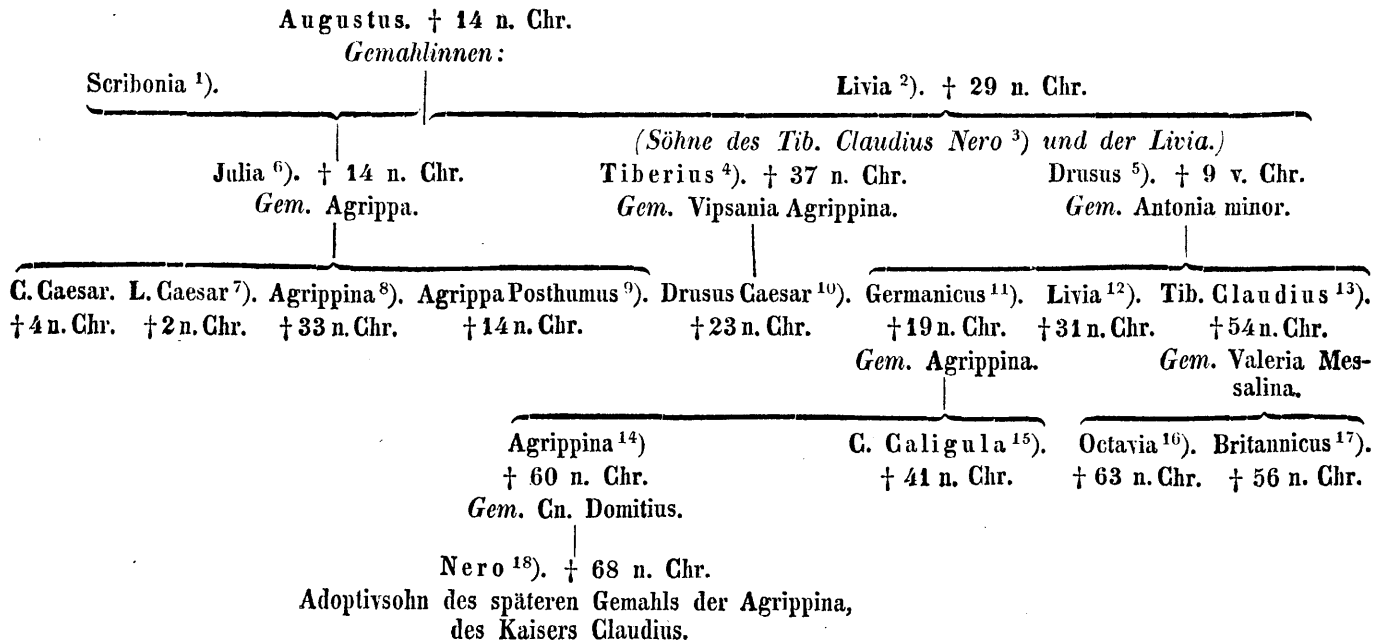 Augustus. † 14 n. Chr.
Gemahlinnen:
Scribonia ¹). Livia ²). † 29 n. Chr.
(Söhne des Tib. Claudius Nero ³) und der Livia.)
Julia ⁶). † 14 n. Chr. Tiberius ⁴). † 37 n. Chr. Drusus ⁵). † 9 v. Chr.
Gem. Agrippa. Gem. Vipsania Agrippina. Gem. Antonia minor.
C. Caesar. L. Caesar ⁷). Agrippina ⁸). Agrippa Posthumus ⁹). Drusus Caesar ¹⁰). Germanicus ¹¹). Livia ¹²). Tib. Claudius ¹³).
† 4 n. Chr. † 2 n. Chr. † 33 n. Chr. † 14 n. Chr. † 23 n. Chr. † 19 n. Chr. † 31 n. Chr. † 54 n. Chr.
Gem. Agrippina. Gem. Valeria Mes-
salina.
Agrippina ¹⁴) C. Caligula ¹⁵). Octavia ¹⁶). Britannicus ¹⁷).
† 60 n. Chr. † 41 n. Chr. † 63 n. Chr. † 56 n. Chr.
Gem. Cn. Domitius.
Nero ¹⁸). † 68 n. Chr.
Adoptivsohn des späteren Gemahls der Agrippina,
des Kaisers Claudius.